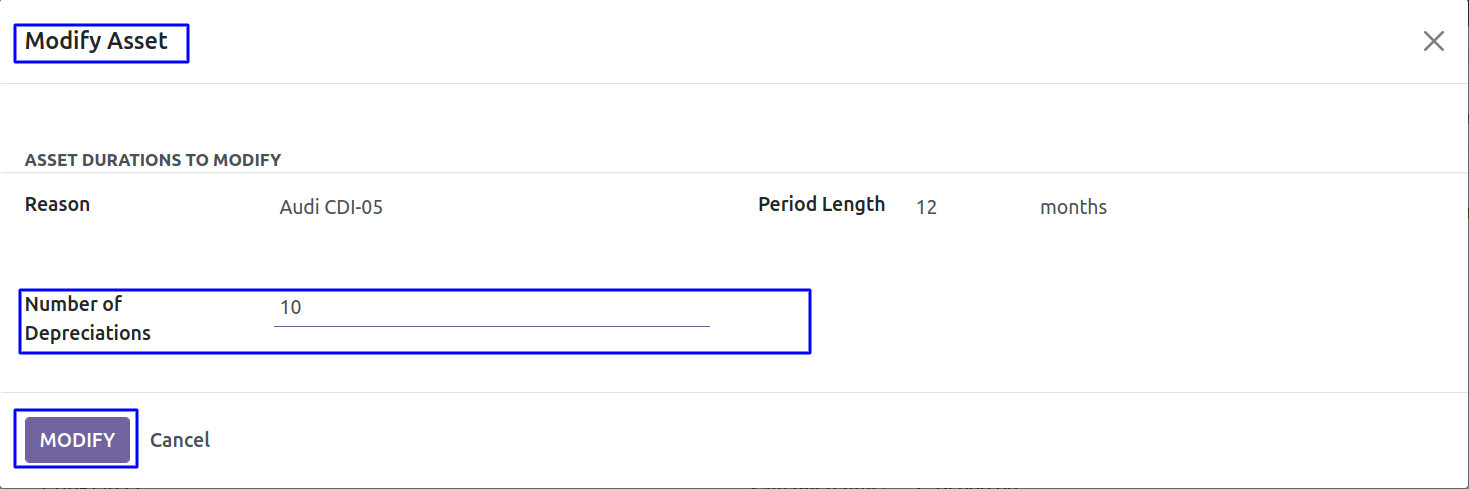 Modify Asset
ASSET DURATIONS TO MODIFY
Reason Audi CDI-05 Period Length 12 months
Number of Depreciations 10
MODIFY Cancel